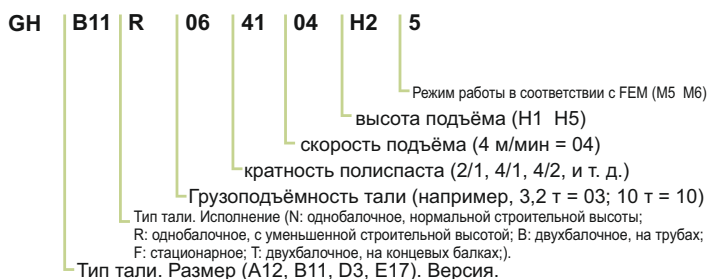 GH B11 R 06 41 04 H2 5
Режим работы в соответствии с FEM (M5 M6)
высота подъёма (H1 H5)
скорость подъёма (4 м/мин = 04)
кратность полиспаста (2/1, 4/1, 4/2, и т. д.)
Грузоподъёмность тали (например, 3,2 т = 03; 10 т = 10)
Тип тали. Исполнение (N: однобалочное, нормальной строительной высоты;
R: однобалочное, с уменьшенной строительной высотой; B: двухбалочное, на трубах;
F: стационарное; T: двухбалочное, на концевых балках;).
Тип тали. Размер (A12, B11, D3, E17). Версия.